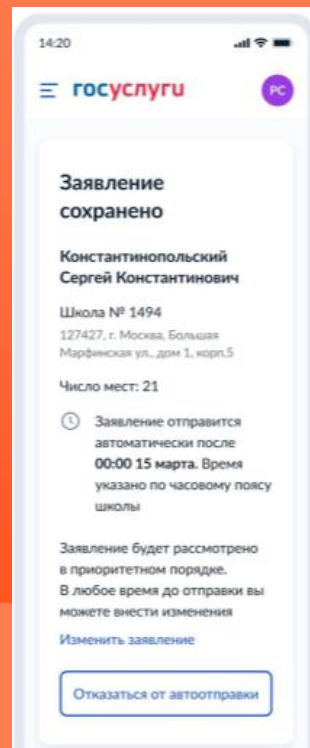 14:20
госуслуги
РС
Заявление
сохранено
Константинопольский
Сергей Константинович
Школа № 1494
127427, г. Москва, Большая
Марфинская ул., дом 1, корп.5
Число мест: 21
Заявление отправится
автоматически после
00:00 15 марта. Время
указано по часовому поясу
школы
Заявление будет рассмотрено
в приоритетном порядке.
В любое время до отправки вы
можете внести изменения
Изменить заявление
Отказаться от автоотправки